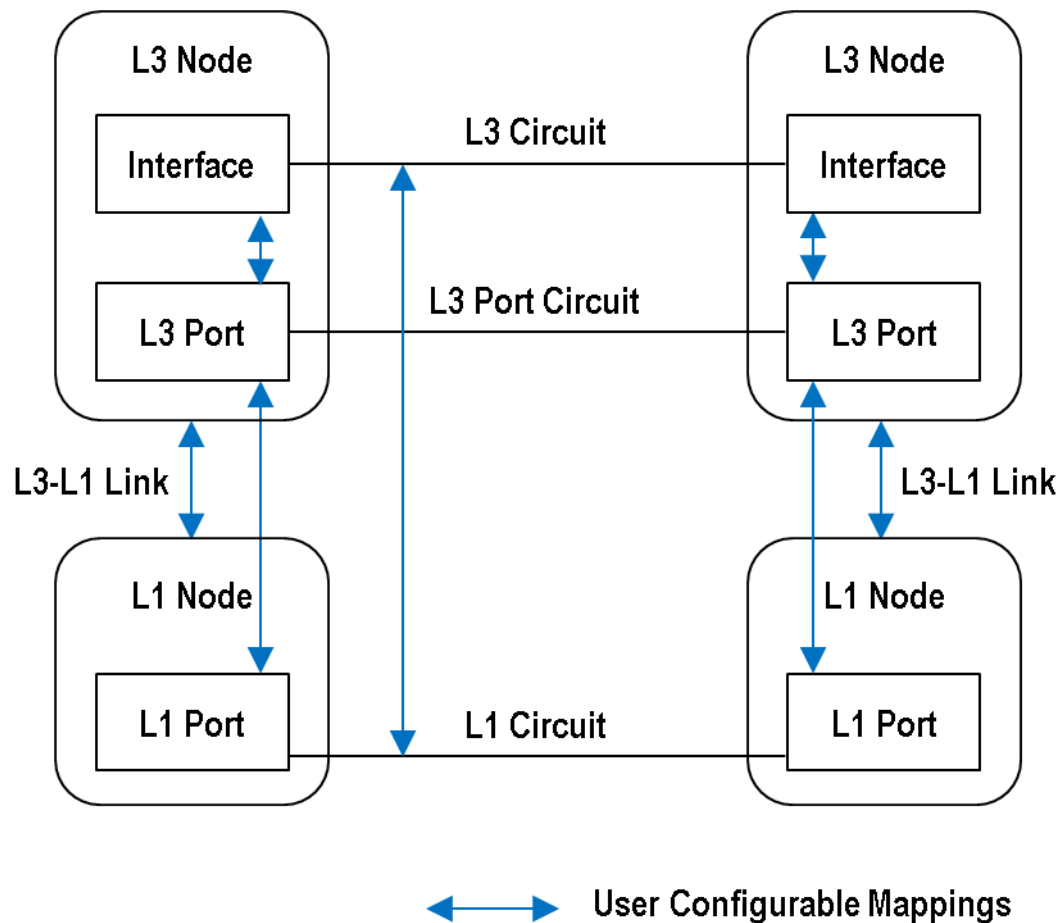 L3 Node
L3 Node
L3 Circuit
Interface
Interface
L3 Port Circuit
L3 Port
L3 Port
L3-L1 Link
L3-L1 Link
L1 Node
L1 Node
L1 Circuit
L1 Port
L1 Port
User Configurable Mappings